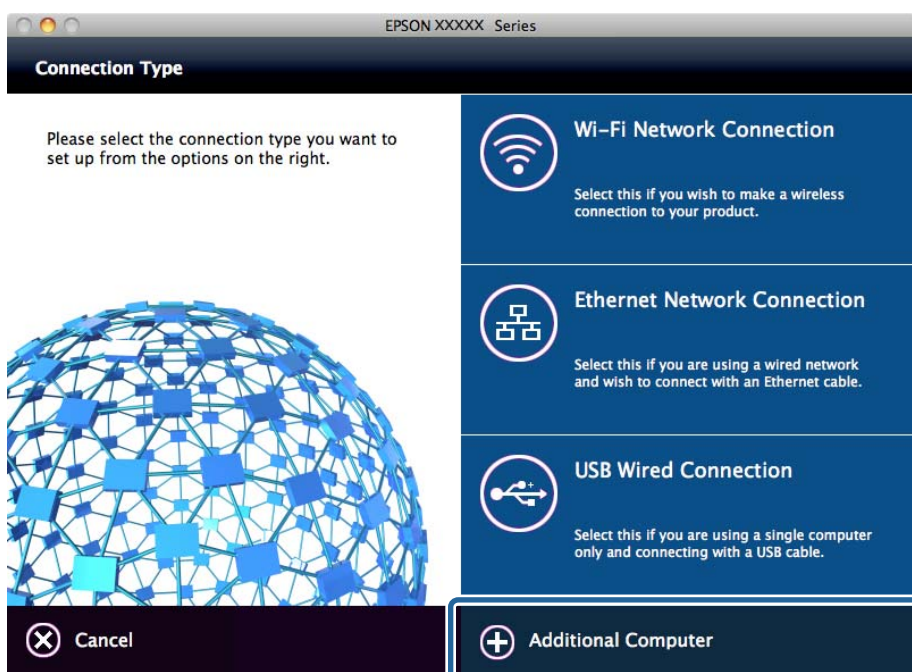 EPSON XXXXX Series
Connection Type
Please select the connection type you want to
set up from the options on the right.
Wi-Fi Network Connection
Select this if you wish to make a wireless
connection to your product.
Ethernet Network Connection
Select this if you are using a wired network
and wish to connect with an Ethernet cable.
USB Wired Connection
Select this if you are using a single computer
only and connecting with a USB cable.
Cancel
Additional Computer